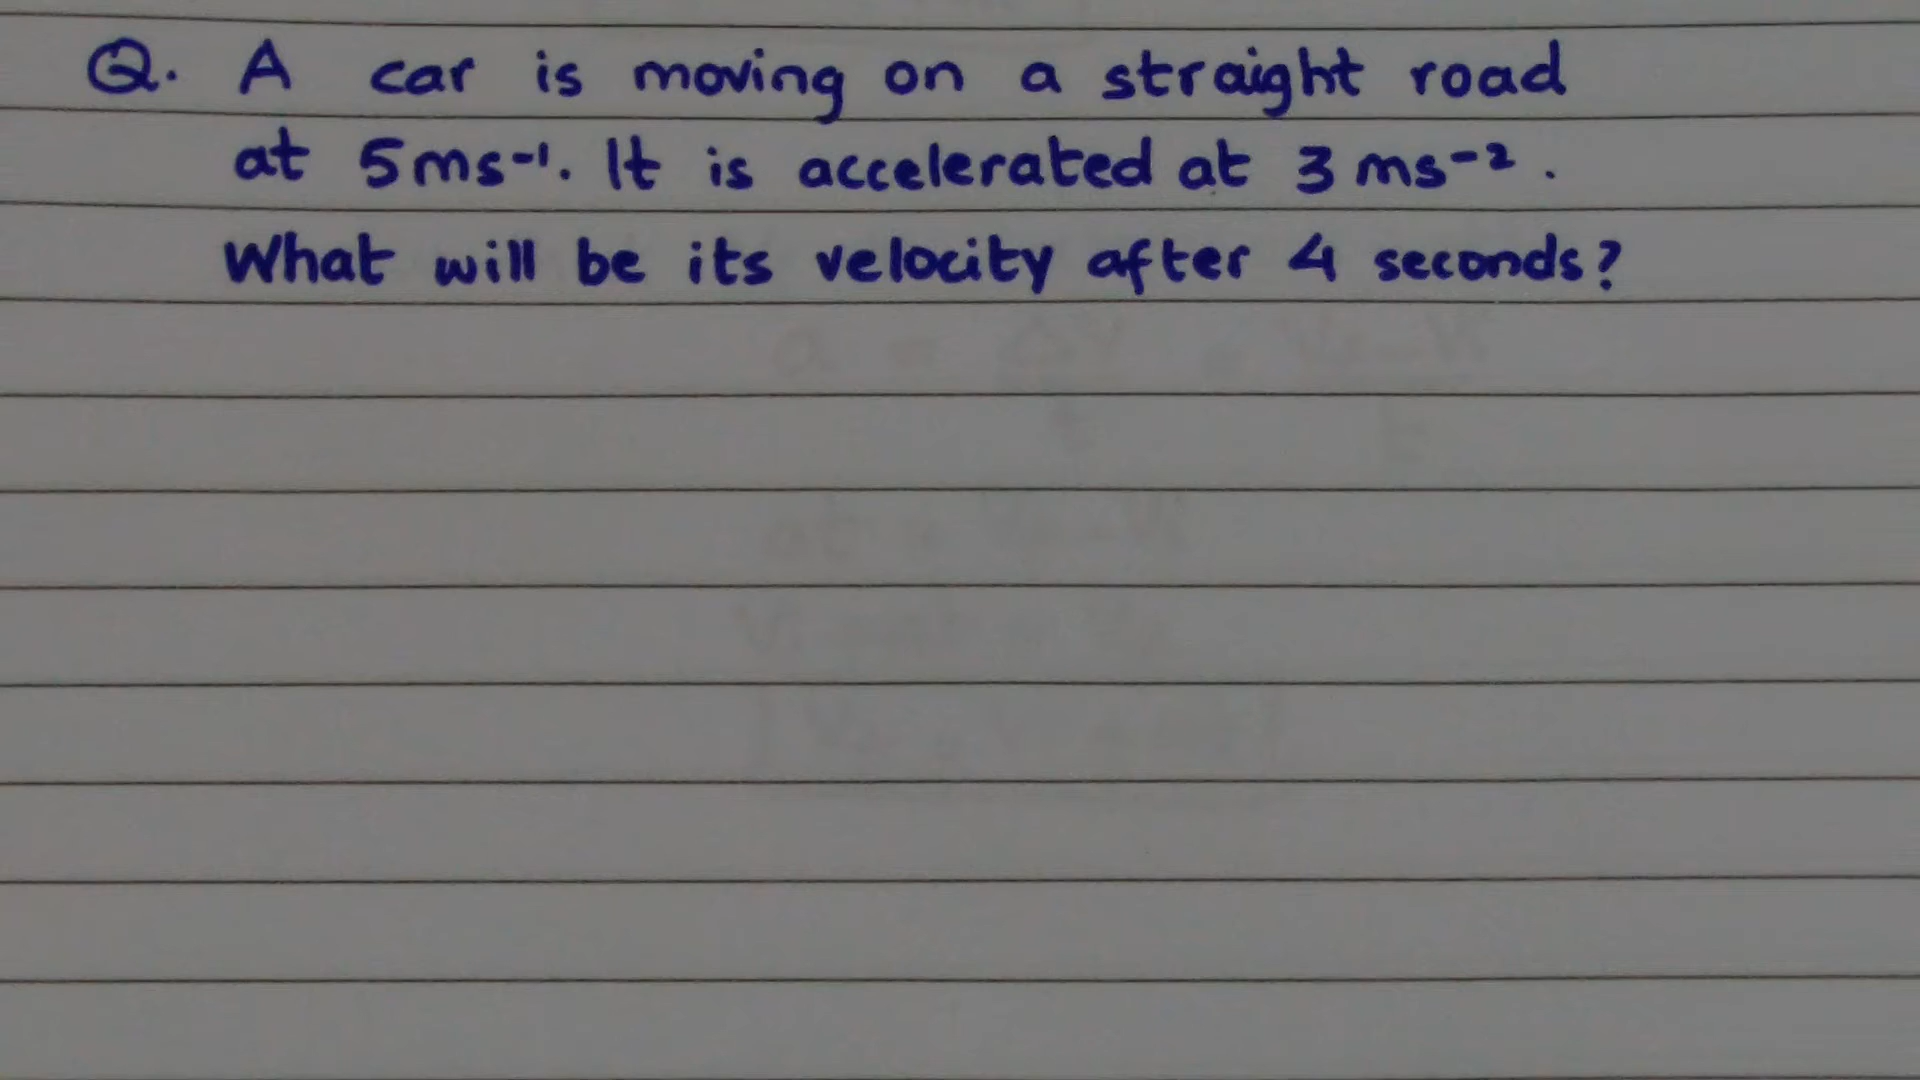 Q. A car is moving on a straight road
at 5ms⁻¹. It is accelerated at 3 ms⁻².
What will be its velocity after 4 seconds?